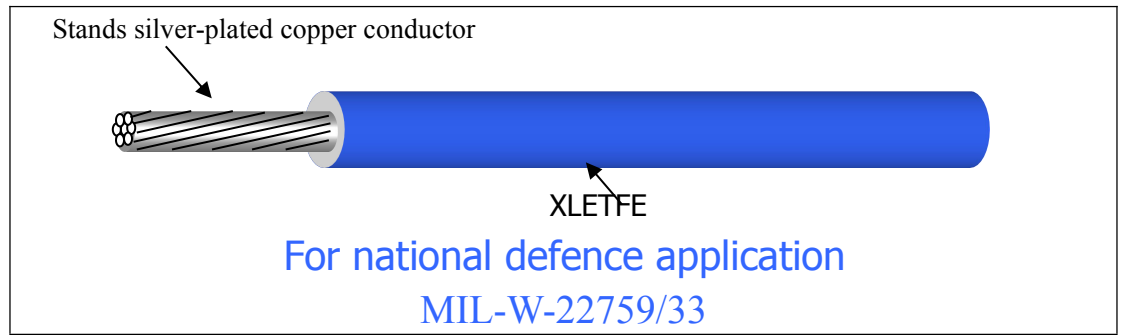 Stands silver-plated copper conductor
XLETFE
For national defence application
MIL-W-22759/33